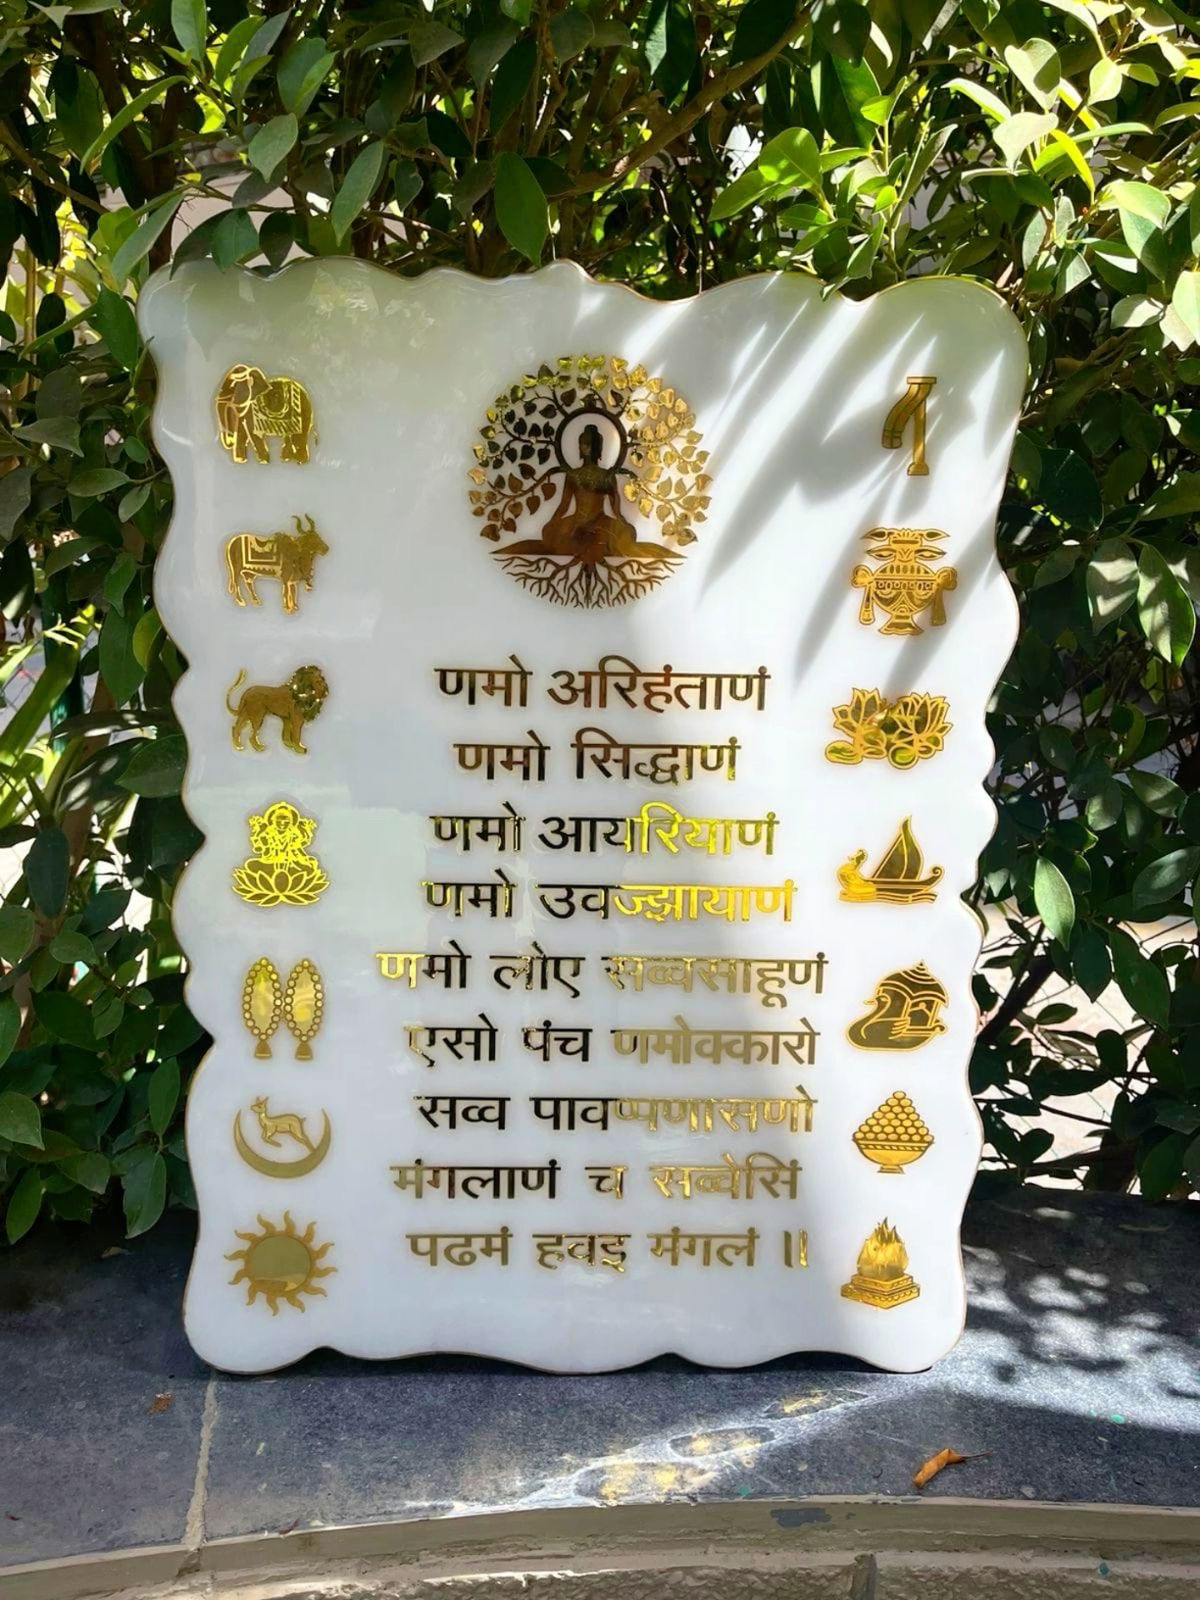 णमो अरिहंताणं
णमो सिद्धाणं
णमो आयरियाणं
णमो उवज्झायाणं
णमो लोए सव्वसाहूणं
एसो पंच णमोक्कारो
सव्व पावप्पणासणो
मंगलाणं च सव्वेसिं
पढमं हवइ मंगलं ॥